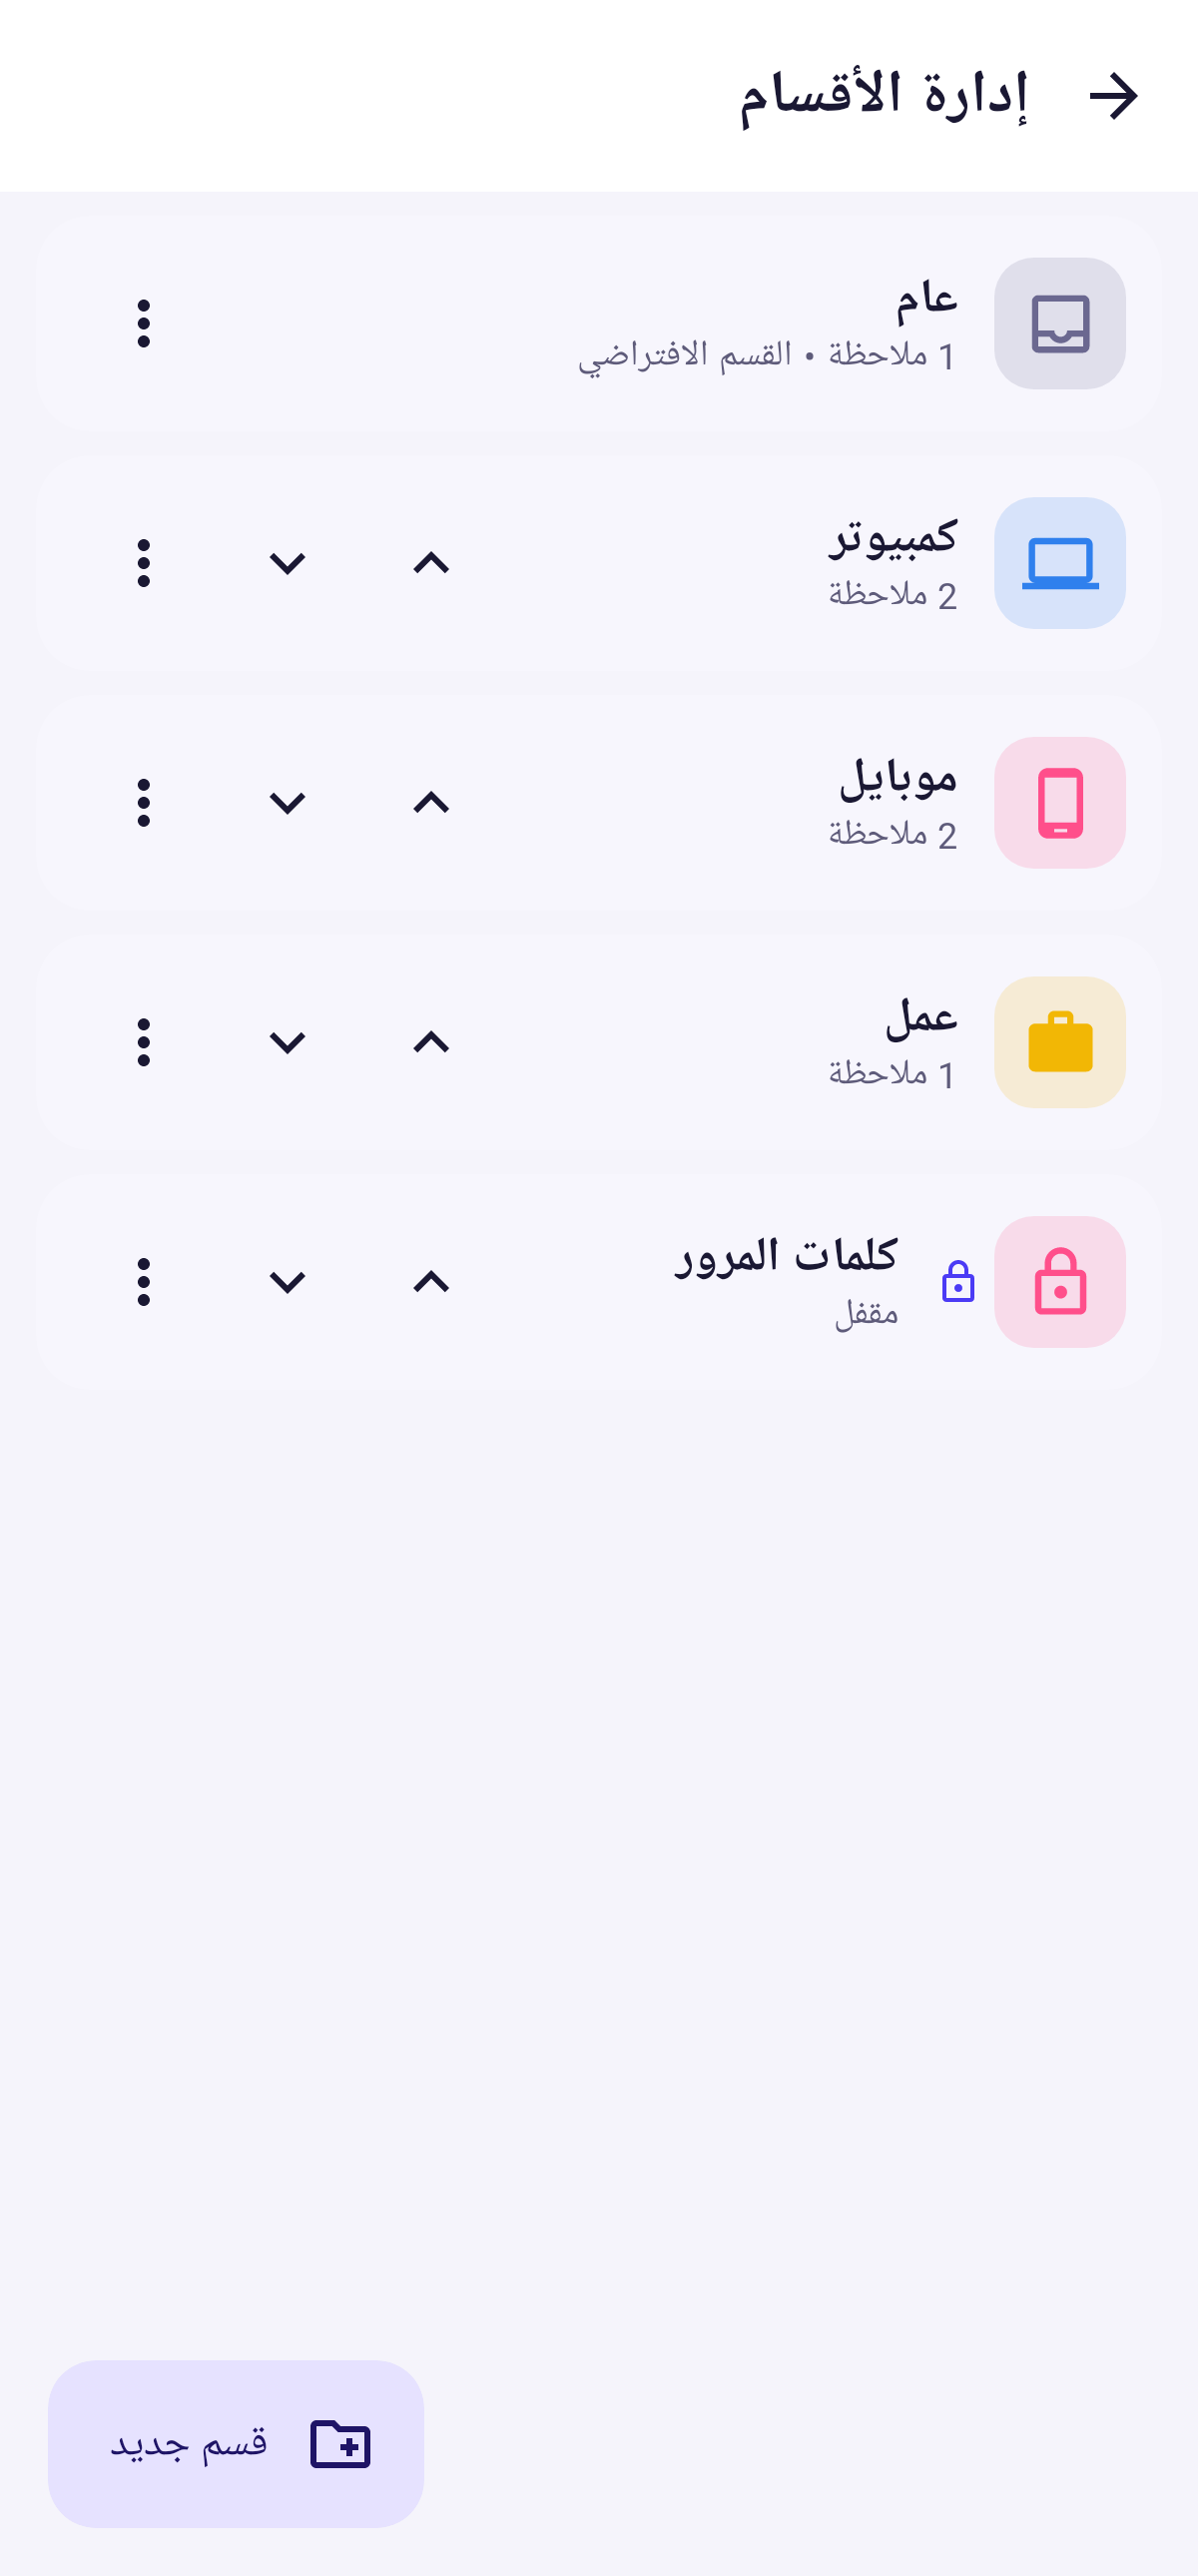 إدارة الأقسام
عام
1 ملاحظة • القسم الافتراضي
كمبيوتر
2 ملاحظة
موبايل
2 ملاحظة
عمل
1 ملاحظة
كلمات المرور
مقفل
قسم جديد